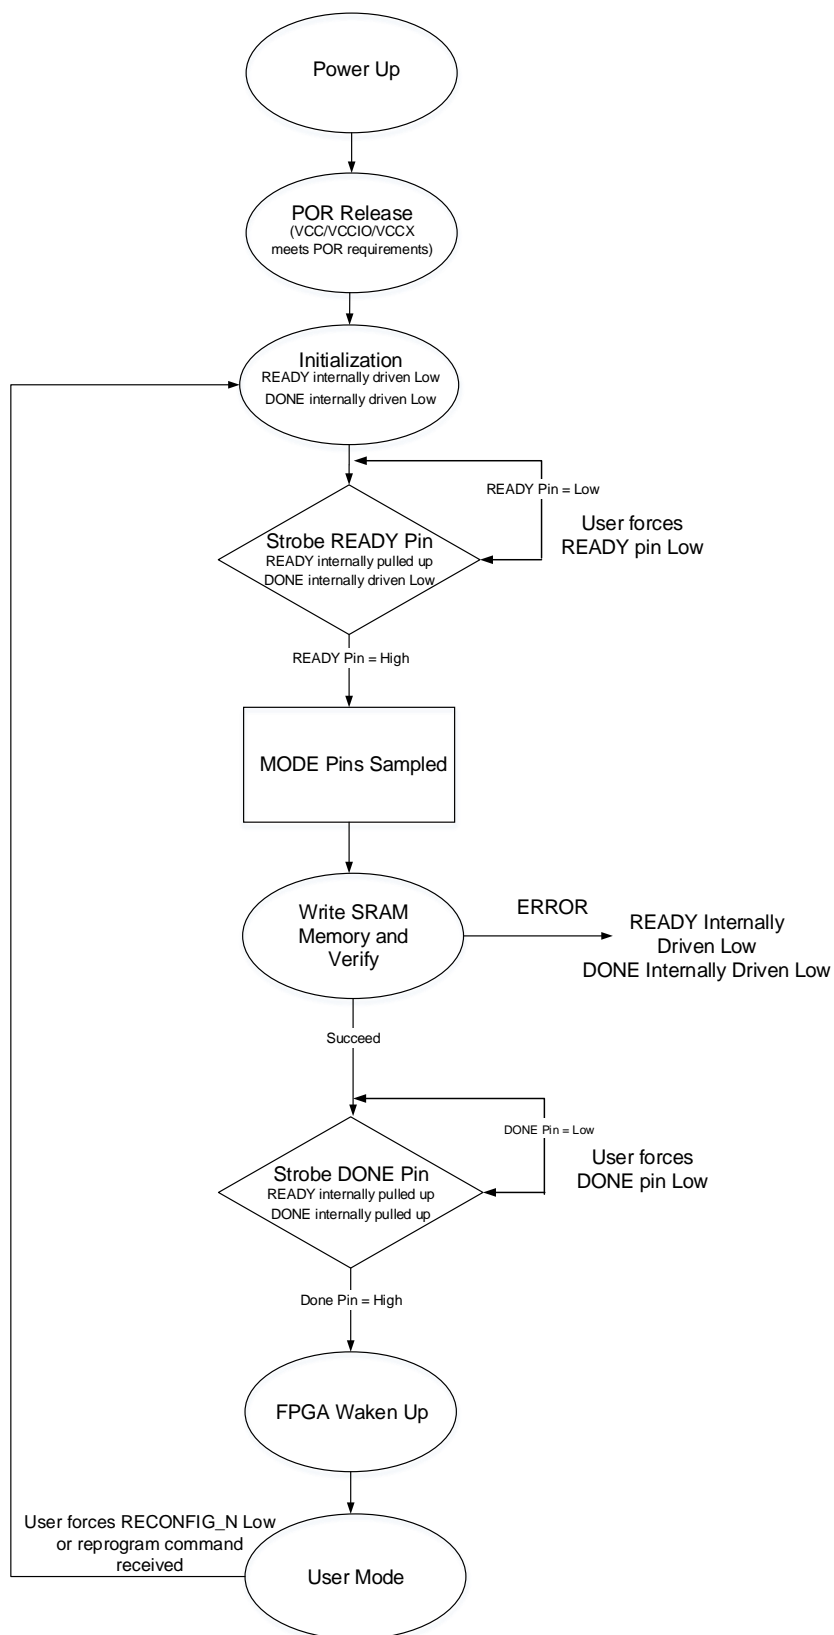 Power Up
POR Release
(VCC/VCCIO/VCCX
meets POR requirements)
Initialization
READY internally driven Low
DONE internally driven Low
READY Pin = Low
User forces
READY pin Low
Strobe READY Pin
READY internally pulled up
DONE internally driven Low
READY Pin = High
MODE Pins Sampled
Write SRAM
Memory and
Verify
ERROR
READY Internally
Driven Low
DONE Internally Driven Low
Succeed
DONE Pin = Low
User forces
DONE pin Low
Strobe DONE Pin
READY internally pulled up
DONE internally pulled up
Done Pin = High
FPGA Waken Up
User forces RECONFIG_N Low
or reprogram command
received
User Mode